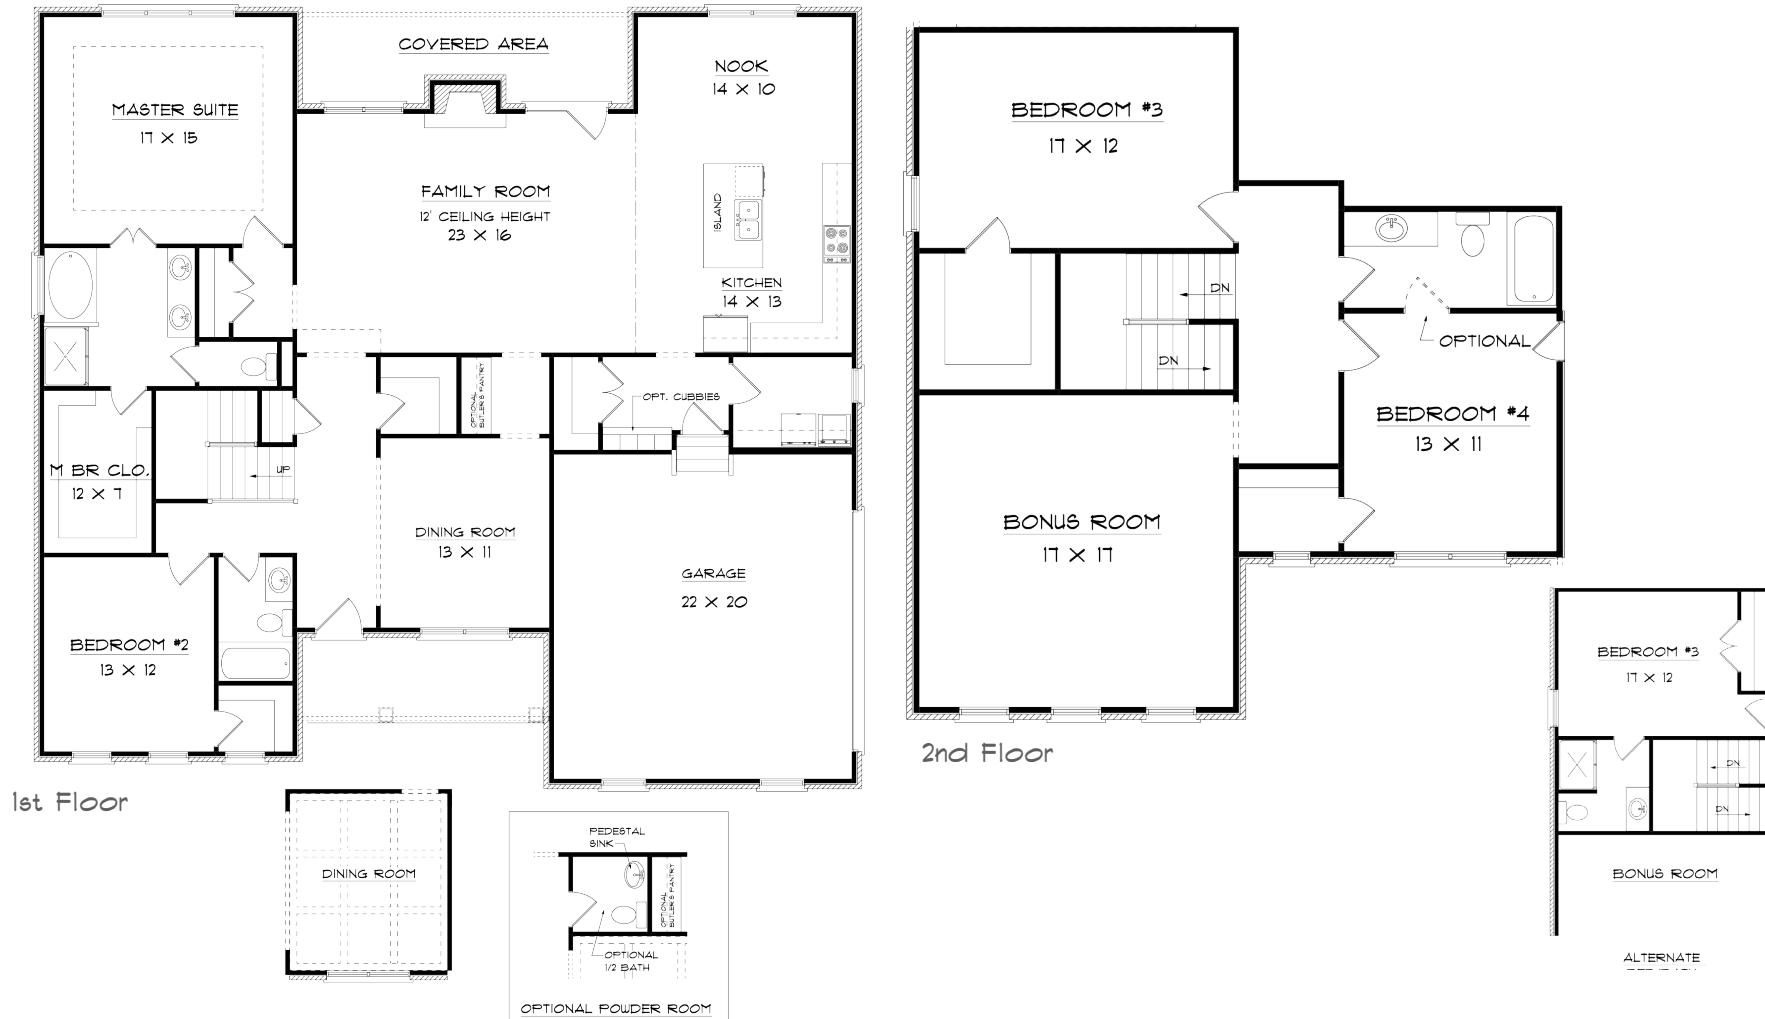 COVERED AREA
MASTER SUITE
17 X 15
NOOK
14 X 10
FAMILY ROOM
12' CEILING HEIGHT
23 X 16
ISLAND
KITCHEN
14 X 13
OPTIONAL
BUTLER'S PANTRY
OPT. CUBBIES
M BR CLO.
12 X 7
UP
DINING ROOM
13 X 11
GARAGE
22 X 20
BEDROOM #2
13 X 12
1st Floor
BEDROOM #3
17 X 12
DN
DN
OPTIONAL
BEDROOM #4
13 X 11
BONUS ROOM
17 X 17
2nd Floor
DINING ROOM
PEDESTAL
SINK
OPTIONAL
BUTLER'S PANTRY
OPTIONAL
1/2 BATH
OPTIONAL POWDER ROOM
BEDROOM #3
17 X 12
DN
DN
BONUS ROOM
ALTERNATE